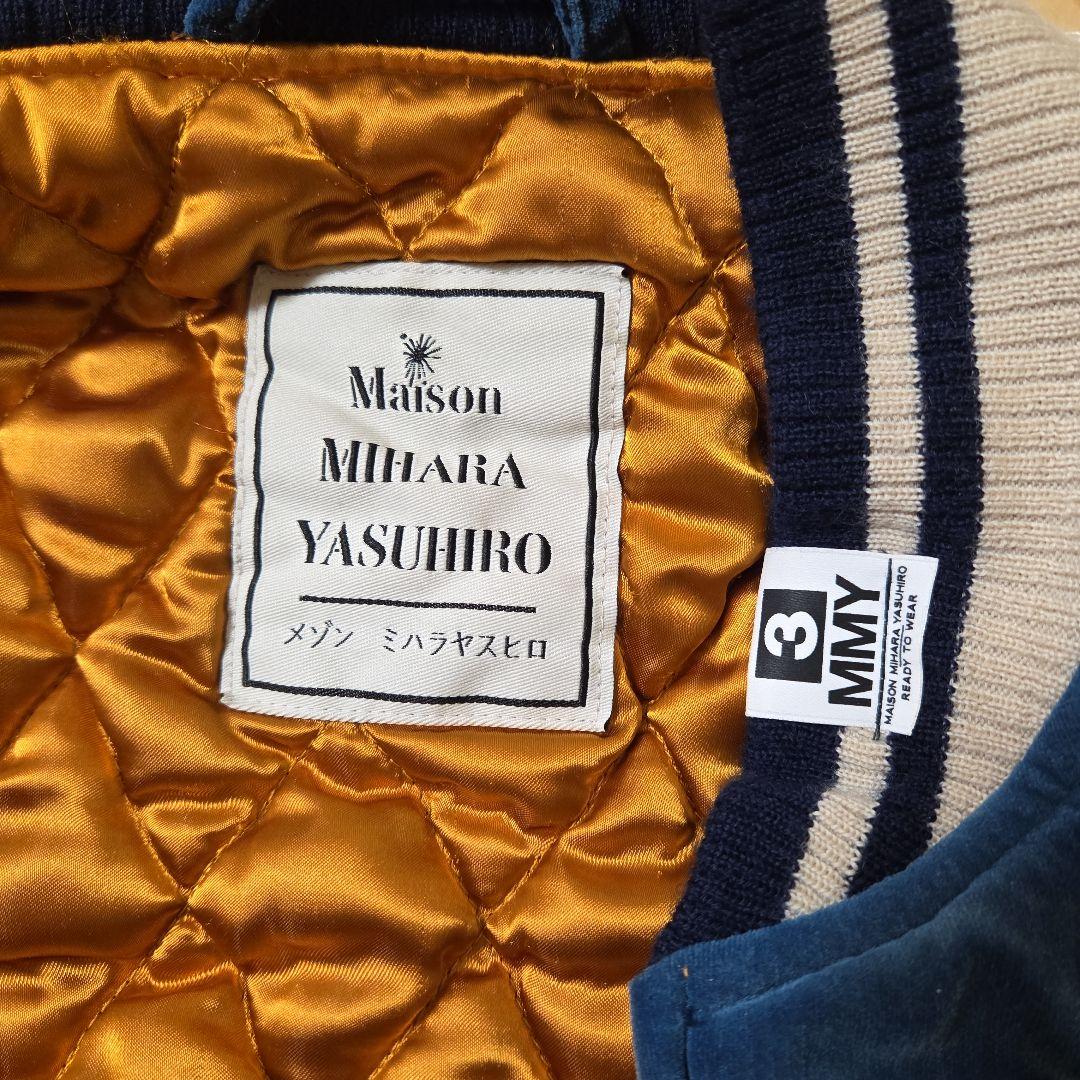 Maison
MIHARA
YASUHIRO
メゾン ミハラヤスヒロ
3
MMY
MAISON MIHARA YASUHIRO
READY TO WEAR